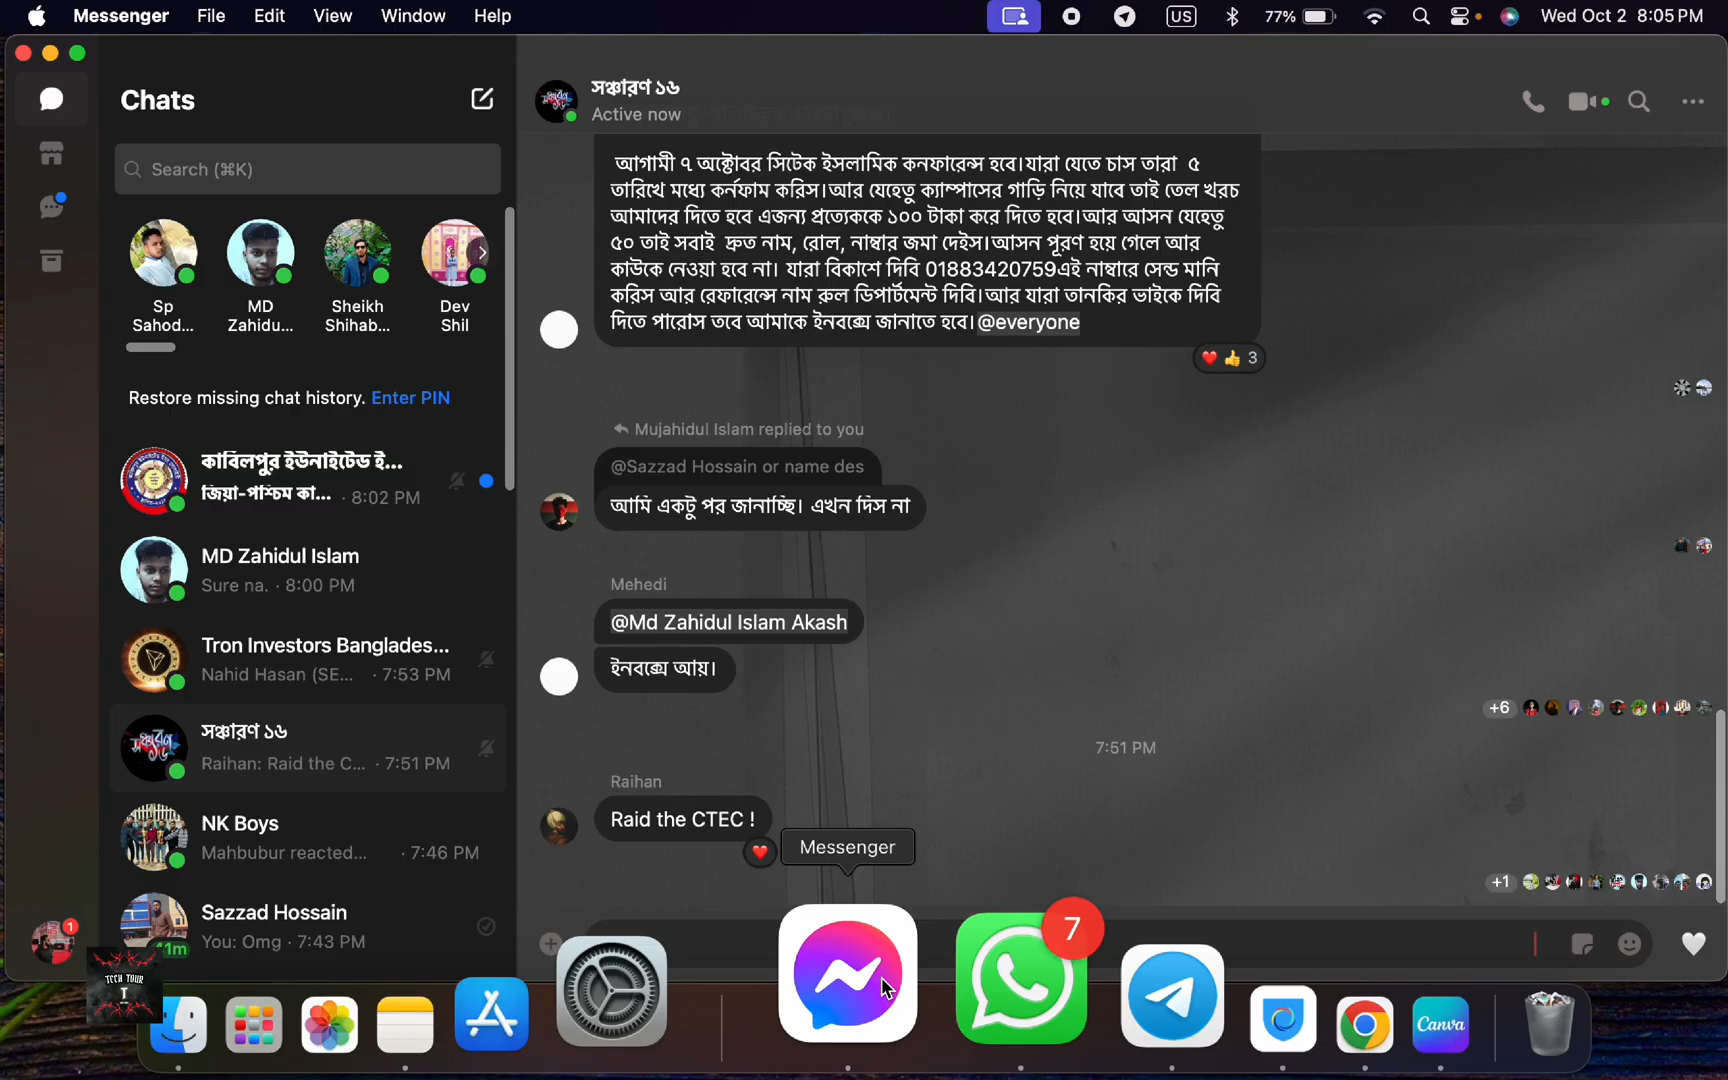 Messenger File Edit View Window Help
US 77% Wed Oct 2 8:05 PM
Chats
Search (⌘K)
Sp Sahod...
MD Zahidu...
Sheikh Shihab...
Dev Shil
Restore missing chat history. Enter PIN
কাবিলপুর ইউনাইটেড ই...
জিয়া-পশ্চিম কা... · 8:02 PM
MD Zahidul Islam
Sure na. · 8:00 PM
Tron Investors Banglades...
Nahid Hasan (SE... · 7:53 PM
সঞ্চারণ ১৬
Raihan: Raid the C... · 7:51 PM
NK Boys
Mahbubur reacted... · 7:46 PM
Sazzad Hossain
You: Omg · 7:43 PM
41m
1
TECH TOUR
T
সঞ্চারণ ১৬
Active now
আগামী ৭ অক্টোবর সিটেক ইসলামিক কনফারেন্স হবে।যারা যেতে চাস তারা ৫
তারিখে মধ্যে কর্নফাম করিস।আর যেহেতু ক্যাম্পাসের গাড়ি নিয়ে যাবে তাই তেল খরচ
আমাদের দিতে হবে এজন্য প্রত্যেককে ১০০ টাকা করে দিতে হবে।আর আসন যেহেতু
৫০ তাই সবাই দ্রুত নাম, রোল, নাম্বার জমা দেইস।আসন পূরণ হয়ে গেলে আর
কাউকে নেওয়া হবে না। যারা বিকাশে দিবি 01883420759এই নাম্বারে সেন্ড মানি
করিস আর রেফারেন্সে নাম রুল ডিপার্টমেন্ট দিবি।আর যারা তানকির ভাইকে দিবি
দিতে পারোস তবে আমাকে ইনবক্সে জানাতে হবে।@everyone
3
Mujahidul Islam replied to you
@Sazzad Hossain or name des
আমি একটু পর জানাচ্ছি। এখন দিস না
Mehedi
@Md Zahidul Islam Akash
ইনবক্সে আয়।
+6
7:51 PM
Raihan
Raid the CTEC !
Messenger
+1
7
Canva